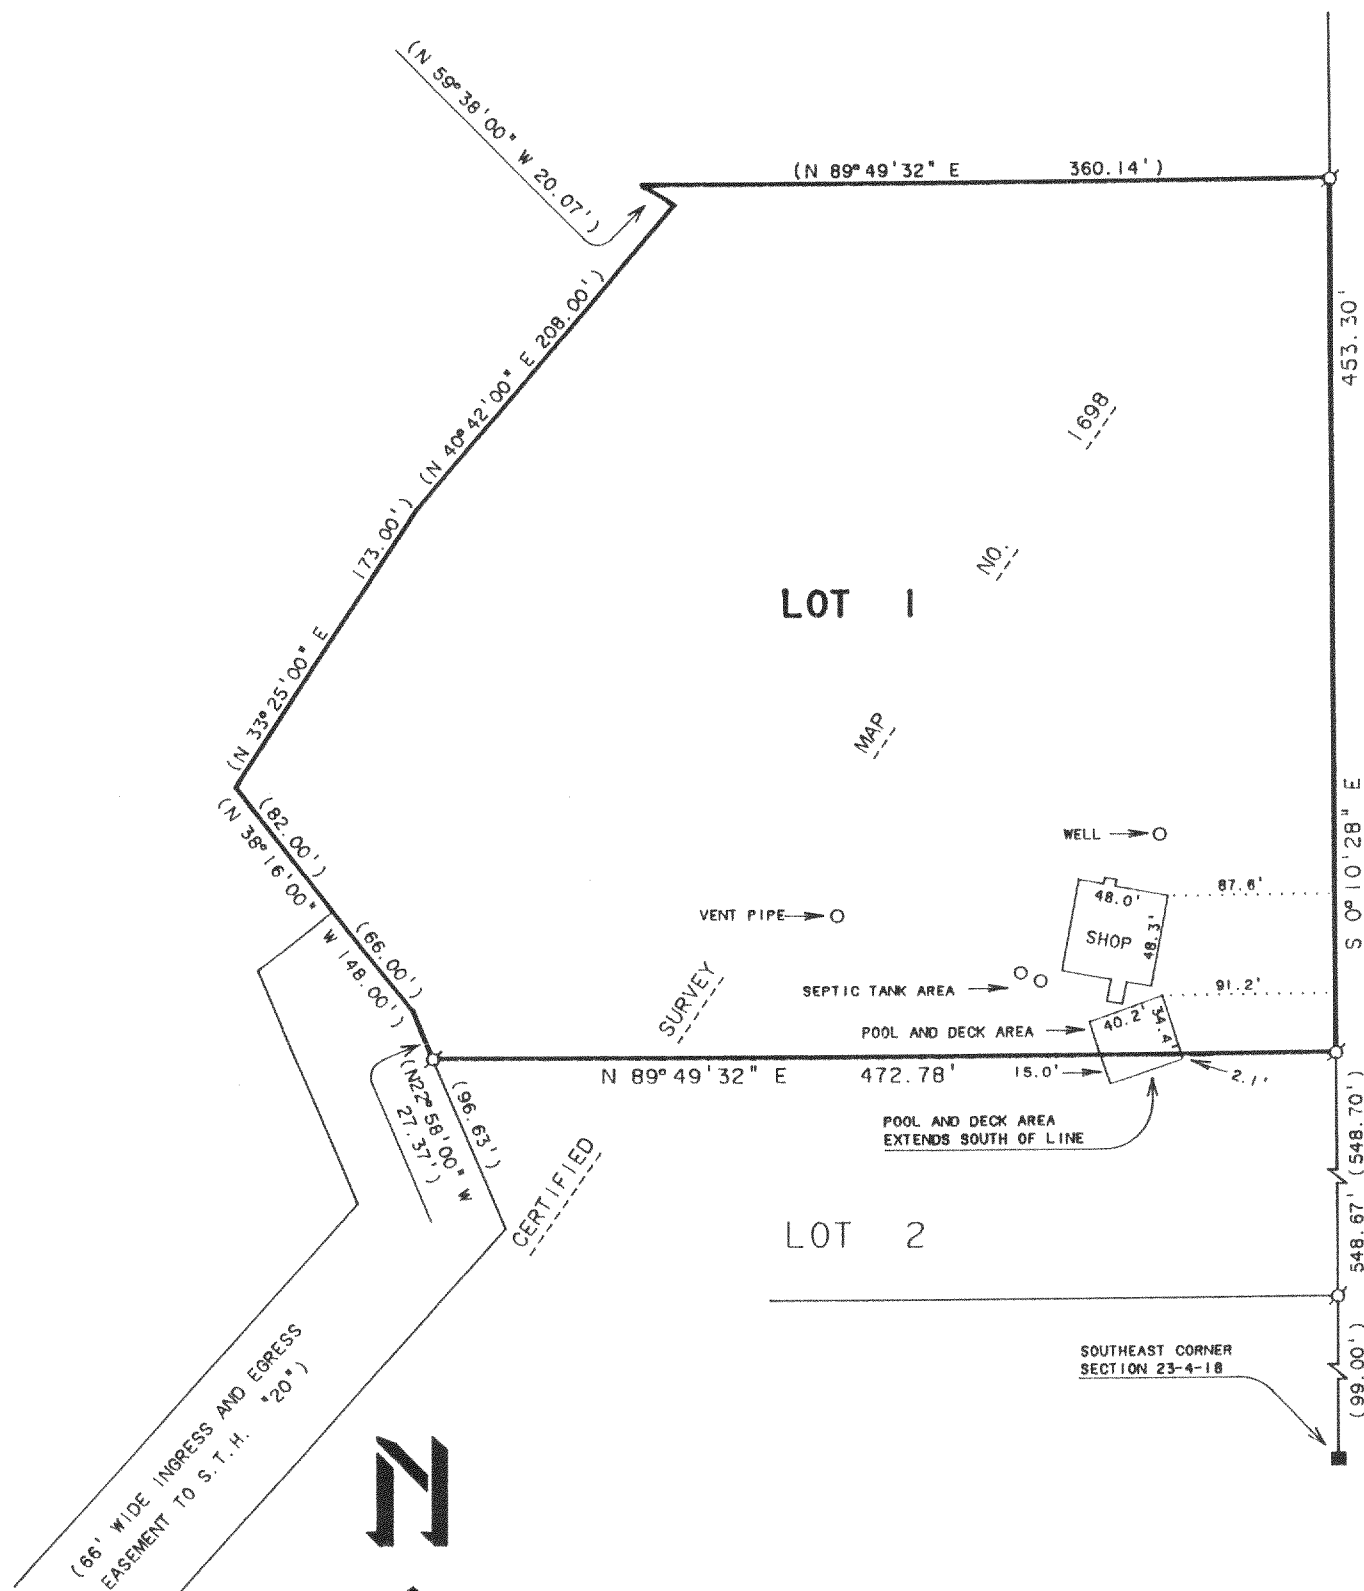 (N 59°38'00" W 20.07')
(N 89°49'32" E 360.14')
(N 40°42'00" E 208.00')
453.30'
1698
NO.
173.00')
(N 33°25'00" E
LOT 1
MAP
(82.00')
(N 38°16'00" W 148.00')
(66.00')
WELL
S 0°10'28" E
87.6'
48.0'
48.3'
SHOP
VENT PIPE
SURVEY
SEPTIC TANK AREA
91.2'
POOL AND DECK AREA
40.2'
34.4'
N 89°49'32" E 472.78'
15.0'
2.1'
(N22°58'00" W
27.37')
(96.63')
POOL AND DECK AREA
EXTENDS SOUTH OF LINE
CERTIFIED
LOT 2
548.67' (548.70')
SOUTHEAST CORNER
SECTION 23-4-18
(99.00')
(66' WIDE INGRESS AND EGRESS
EASEMENT TO S.T.H. "20")
N